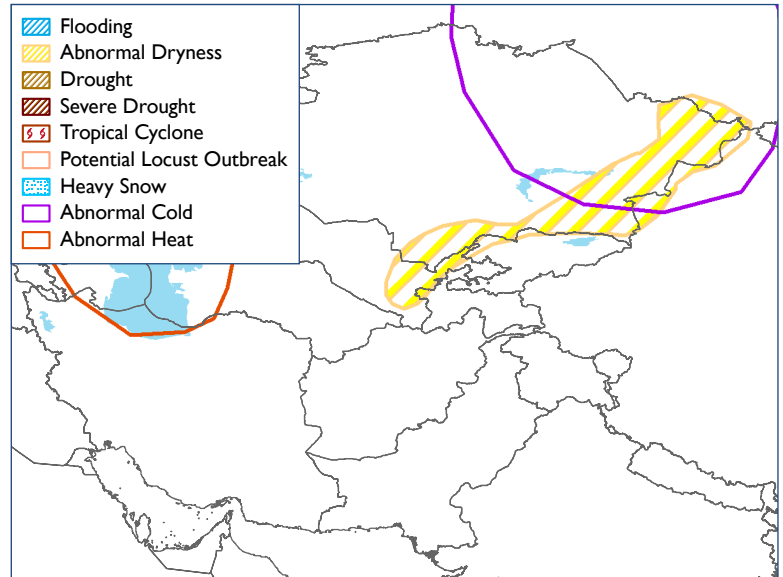 Flooding
Abnormal Dryness
Drought
Severe Drought
Tropical Cyclone
Potential Locust Outbreak
Heavy Snow
Abnormal Cold
Abnormal Heat